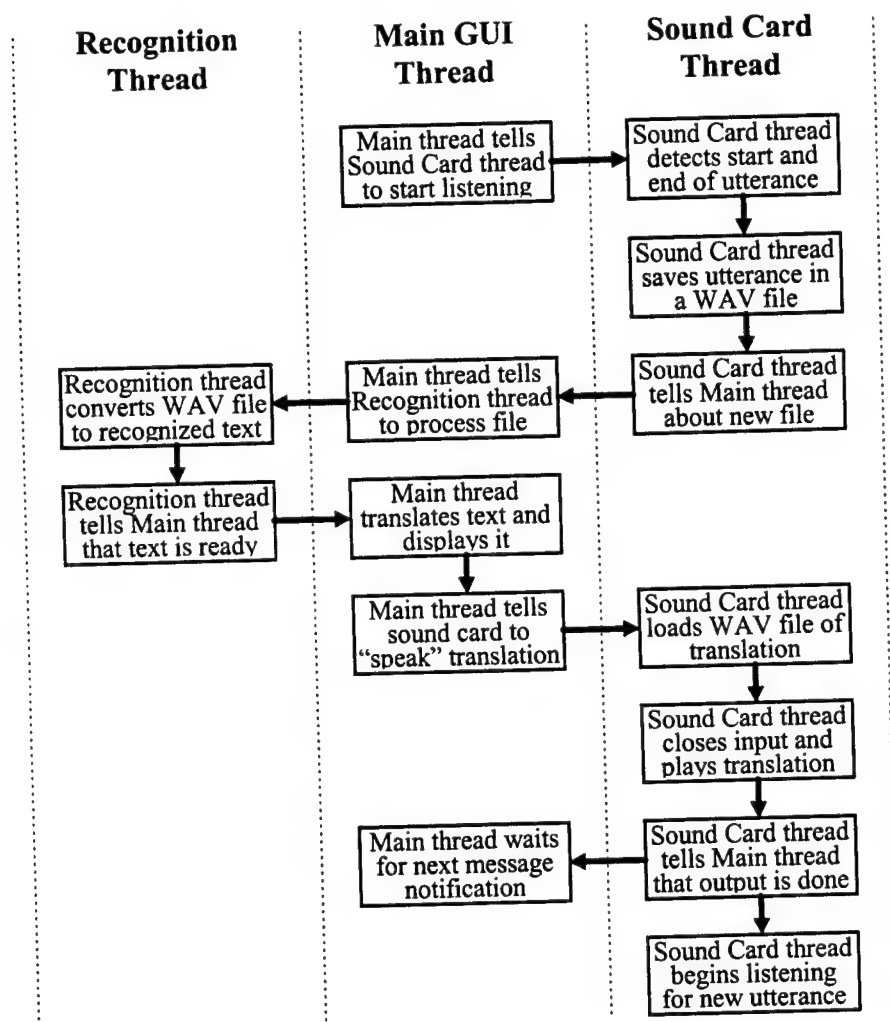 Recognition
Thread
Main GUI
Thread
Sound Card
Thread
Main thread tells
Sound Card thread
to start listening
Sound Card thread
detects start and
end of utterance
Sound Card thread
saves utterance in
a WAV file
Sound Card thread
tells Main thread
about new file
Main thread tells
Recognition thread
to process file
Recognition thread
converts WAV file
to recognized text
Recognition thread
tells Main thread
that text is ready
Main thread
translates text and
displays it
Main thread tells
sound card to
“speak” translation
Sound Card thread
loads WAV file of
translation
Sound Card thread
closes input and
plays translation
Sound Card thread
tells Main thread
that output is done
Main thread waits
for next message
notification
Sound Card thread
begins listening
for new utterance